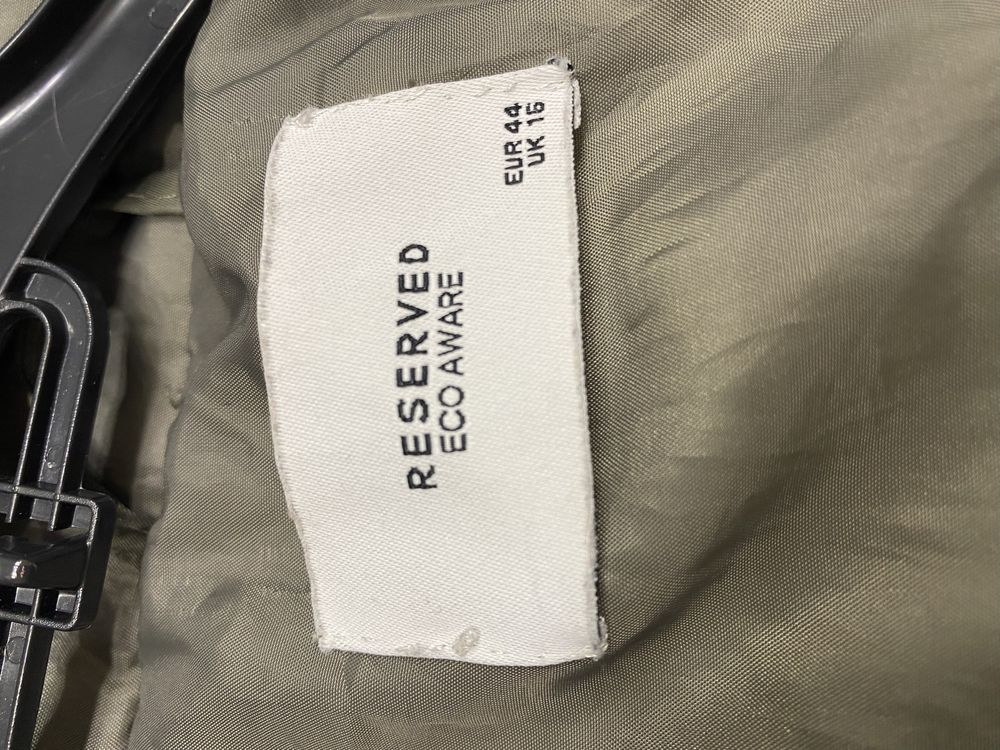 RESERVED
ECO AWARE
EUR 44
UK 16